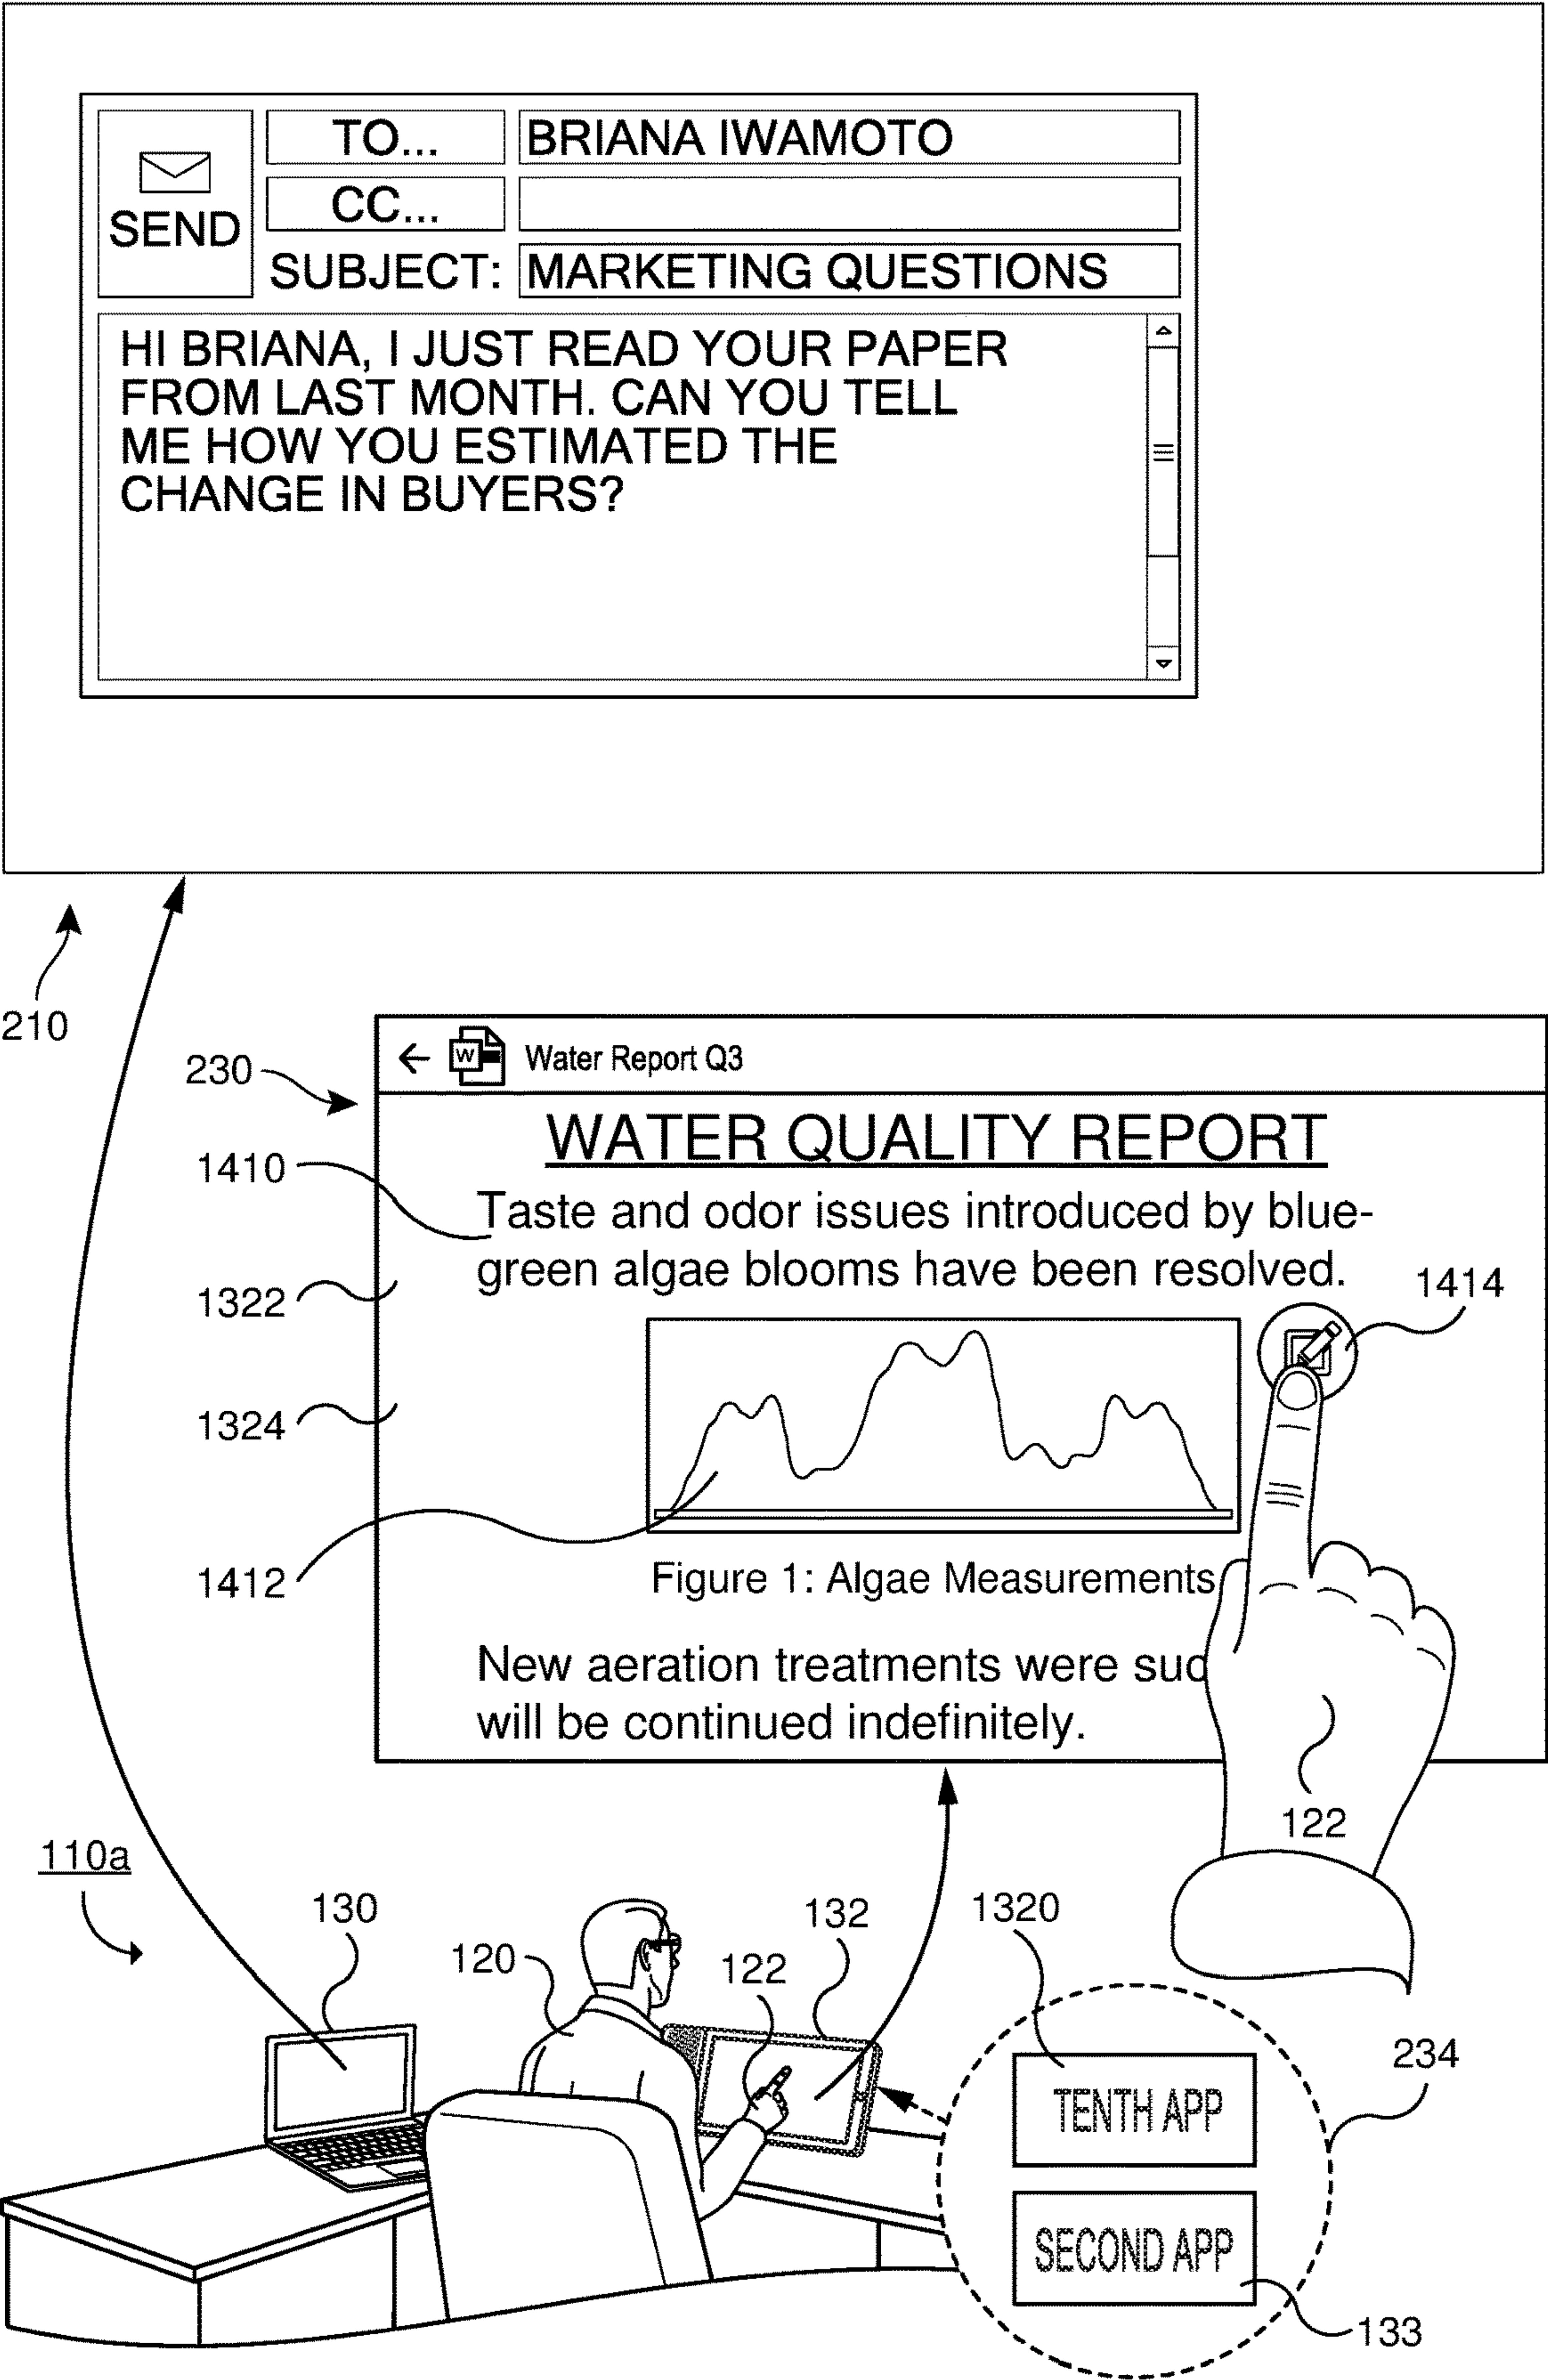 TO...
BRIANA IWAMOTO
CC...
SEND
SUBJECT:
MARKETING QUESTIONS
HI BRIANA, I JUST READ YOUR PAPER
FROM LAST MONTH. CAN YOU TELL
ME HOW YOU ESTIMATED THE
CHANGE IN BUYERS?
210
230
W
Water Report Q3
WATER QUALITY REPORT
1410
Taste and odor issues introduced by blue-
green algae blooms have been resolved.
1322
1414
1324
1412
Figure 1: Algae Measurements
New aeration treatments were suc
will be continued indefinitely.
122
110a
130
120
122
132
1320
234
TENTH APP
SECOND APP
133